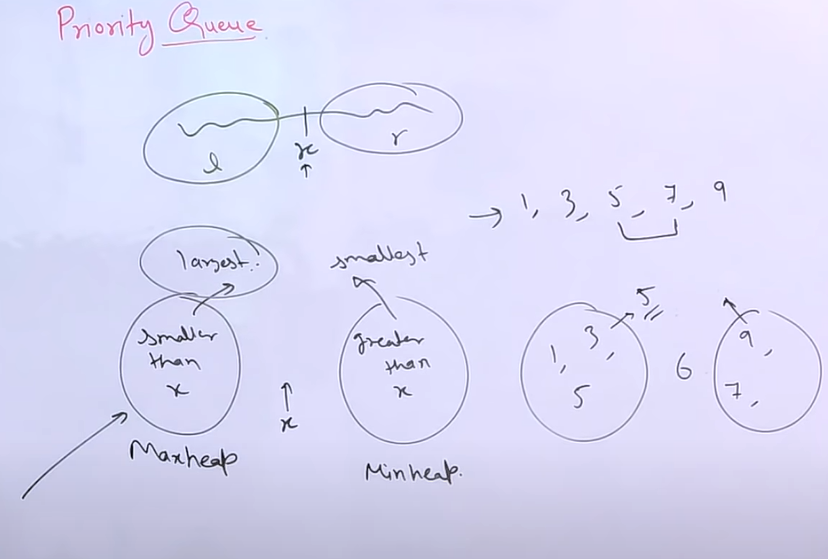 Priority Queue
l
x
r
1, 3, 5, 7, 9
largest
smallest
smaller
than
x
Maxheap
x
greater
than
x
Minheap.
5
1, 3,
5
6
9,
7,